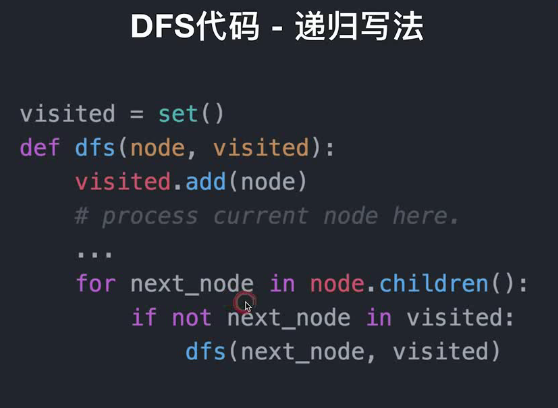 DFS代码 - 递归写法
visited = set()
def dfs(node, visited):
    visited.add(node)
    # process current node here.
    ...
    for next_node in node.children():
        if not next_node in visited:
            dfs(next_node, visited)